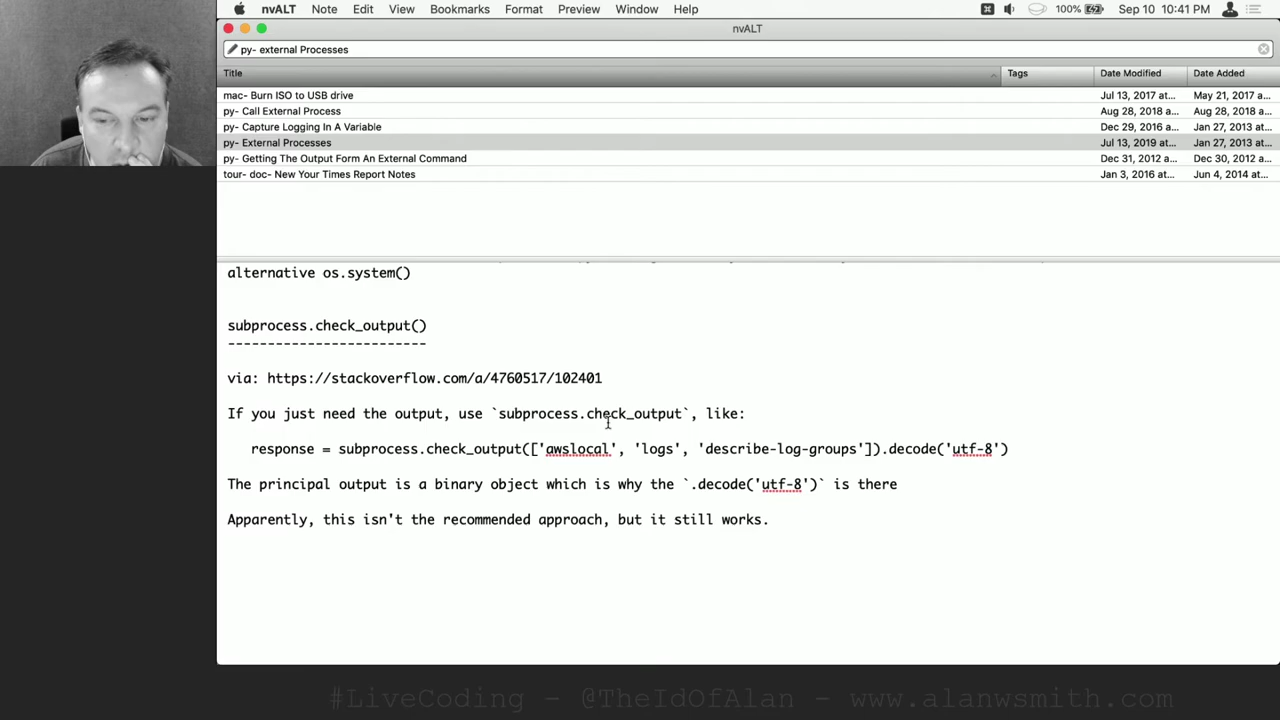 nvALT Note Edit View Bookmarks Format Preview Window Help 100% Sep 10 10:41 PM
nvALT
py- external Processes
Title Tags Date Modified Date Added
mac- Burn ISO to USB drive Jul 13, 2017 at... May 21, 2017 a...
py- Call External Process Aug 28, 2018 a... Aug 28, 2018 a...
py- Capture Logging In A Variable Dec 29, 2016 a... Jan 27, 2013 at...
py- External Processes Jul 13, 2019 at... Jan 27, 2013 at...
py- Getting The Output Form An External Command Dec 31, 2012 a... Dec 30, 2012 a...
tour- doc- New Your Times Report Notes Jan 3, 2016 at... Jun 4, 2014 at...
alternative os.system()
subprocess.check_output()
-------------------------
via: https://stackoverflow.com/a/4760517/102401
If you just need the output, use `subprocess.check_output`, like:
response = subprocess.check_output(['awslocal', 'logs', 'describe-log-groups']).decode('utf-8')
The principal output is a binary object which is why the `.decode('utf-8')` is there
Apparently, this isn't the recommended approach, but it still works.
#LiveCoding - @TheIdOfAlan - www.alanwsmith.com